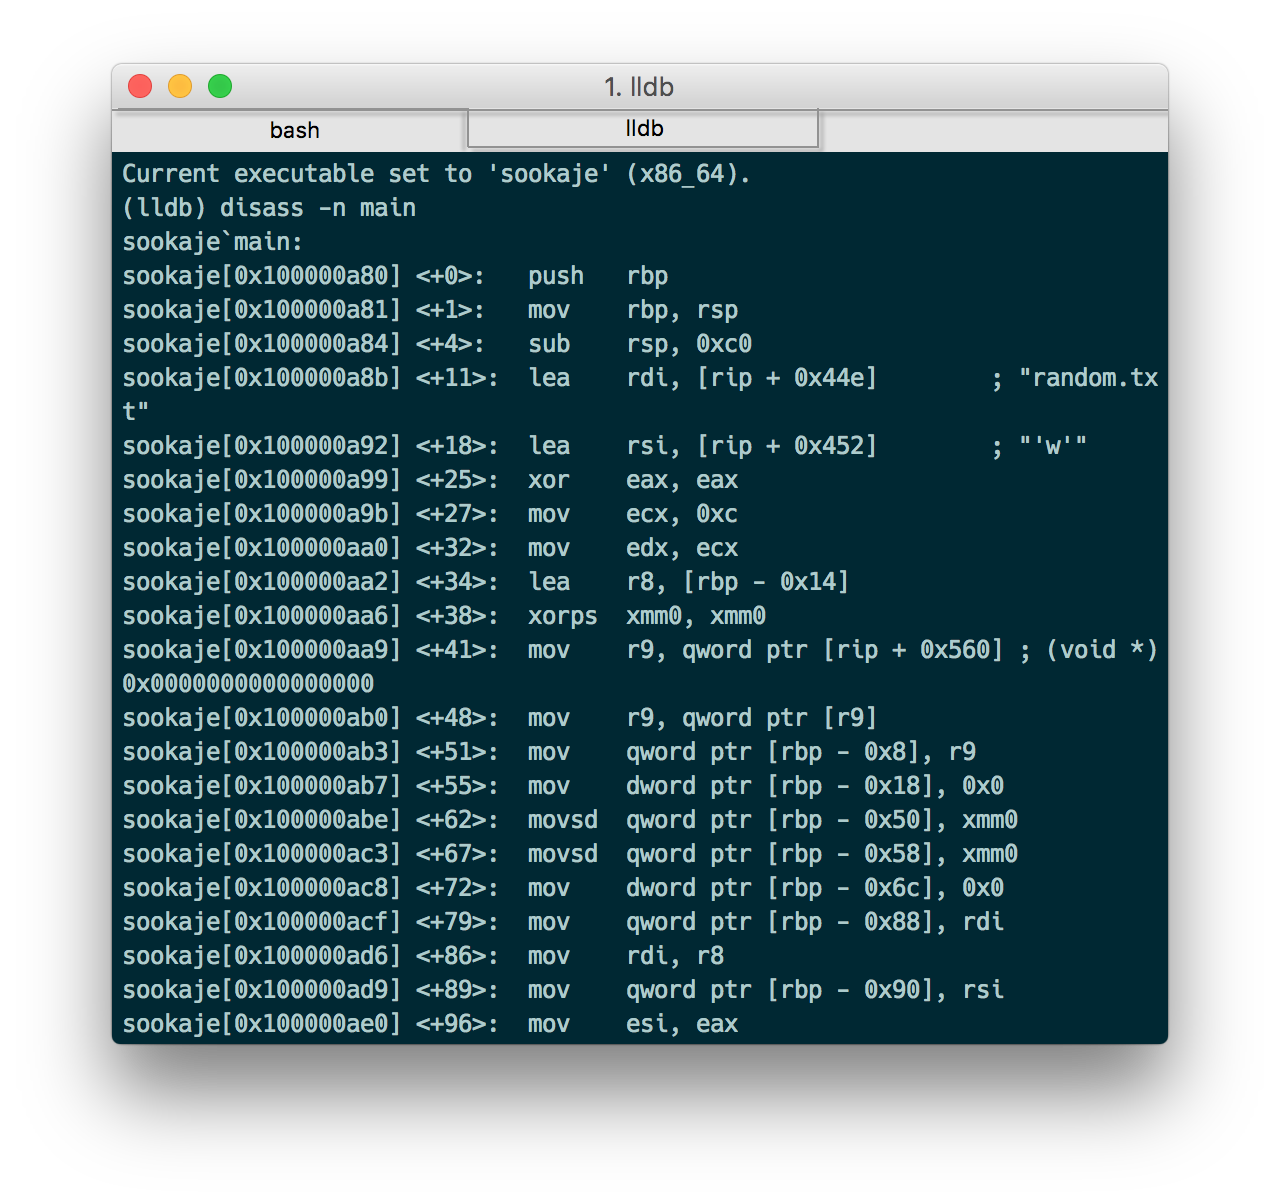 1. lldb
bash lldb
Current executable set to 'sookaje' (x86_64).
(lldb) disass -n main
sookaje`main:
sookaje[0x100000a80] <+0>:   push   rbp
sookaje[0x100000a81] <+1>:   mov    rbp, rsp
sookaje[0x100000a84] <+4>:   sub    rsp, 0xc0
sookaje[0x100000a8b] <+11>:  lea    rdi, [rip + 0x44e]        ; "random.tx
t"
sookaje[0x100000a92] <+18>:  lea    rsi, [rip + 0x452]        ; "'w'"
sookaje[0x100000a99] <+25>:  xor    eax, eax
sookaje[0x100000a9b] <+27>:  mov    ecx, 0xc
sookaje[0x100000aa0] <+32>:  mov    edx, ecx
sookaje[0x100000aa2] <+34>:  lea    r8, [rbp - 0x14]
sookaje[0x100000aa6] <+38>:  xorps  xmm0, xmm0
sookaje[0x100000aa9] <+41>:  mov    r9, qword ptr [rip + 0x560] ; (void *)
0x0000000000000000
sookaje[0x100000ab0] <+48>:  mov    r9, qword ptr [r9]
sookaje[0x100000ab3] <+51>:  mov    qword ptr [rbp - 0x8], r9
sookaje[0x100000ab7] <+55>:  mov    dword ptr [rbp - 0x18], 0x0
sookaje[0x100000abe] <+62>:  movsd  qword ptr [rbp - 0x50], xmm0
sookaje[0x100000ac3] <+67>:  movsd  qword ptr [rbp - 0x58], xmm0
sookaje[0x100000ac8] <+72>:  mov    dword ptr [rbp - 0x6c], 0x0
sookaje[0x100000acf] <+79>:  mov    qword ptr [rbp - 0x88], rdi
sookaje[0x100000ad6] <+86>:  mov    rdi, r8
sookaje[0x100000ad9] <+89>:  mov    qword ptr [rbp - 0x90], rsi
sookaje[0x100000ae0] <+96>:  mov    esi, eax